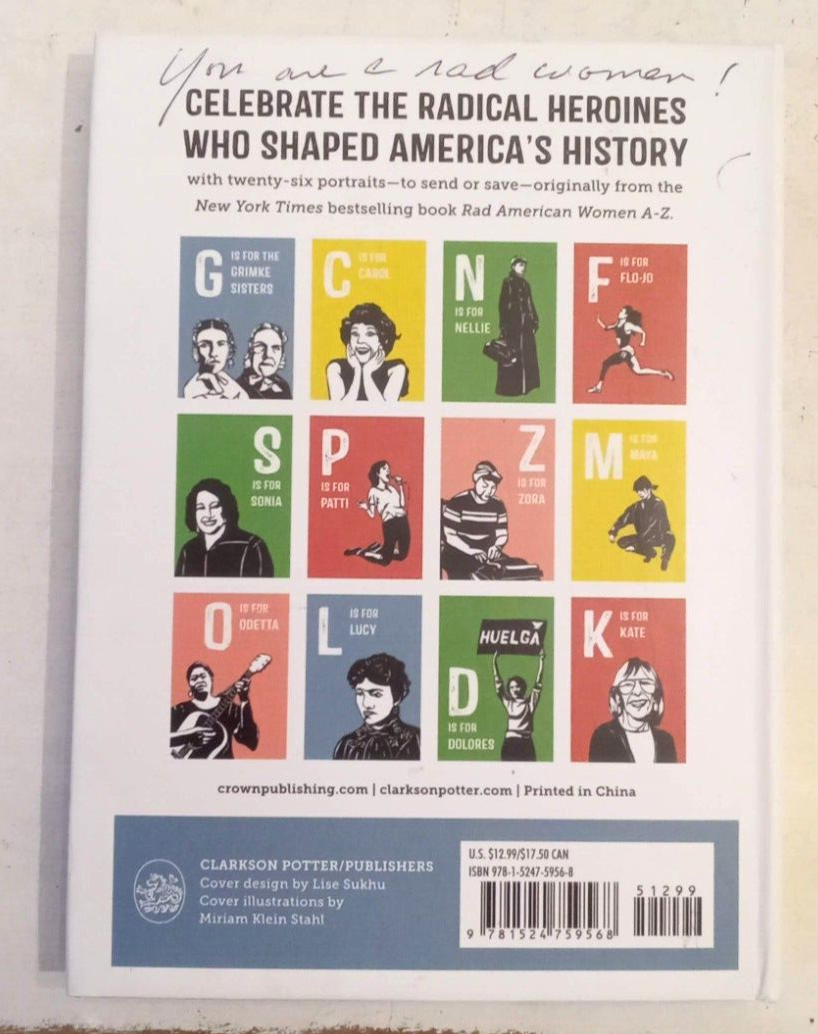 You are a rad woman!
CELEBRATE THE RADICAL HEROINES
WHO SHAPED AMERICA'S HISTORY
with twenty-six portraits—to send or save—originally from the
New York Times bestselling book Rad American Women A-Z.
G IS FOR THE
GRIMKE
SISTERS
C IS FOR
CAROL
N
IS FOR
NELLIE
F IS FOR
FLO-JO
S
IS FOR
SONIA
P
IS FOR
PATTI
Z
IS FOR
ZORA
M IS FOR
MAYA
O IS FOR
ODETTA
L IS FOR
LUCY
HUELGA
D
IS FOR
DOLORES
K IS FOR
KATE
crownpublishing.com | clarksonpotter.com | Printed in China
CLARKSON POTTER/PUBLISHERS
Cover design by Lise Sukhu
Cover illustrations by
Miriam Klein Stahl
U.S. $12.99/$17.50 CAN
ISBN 978-1-5247-5956-8
51299
9 781524 759568